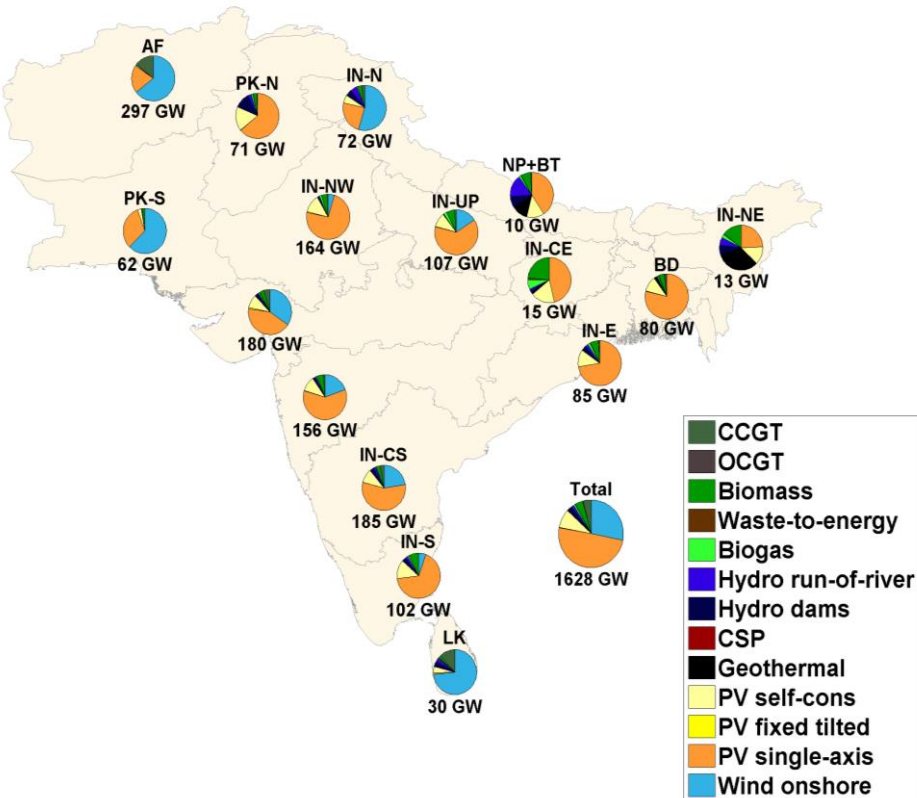 AF
297 GW
PK-N
71 GW
IN-N
72 GW
PK-S
62 GW
IN-NW
164 GW
IN-UP
107 GW
NP+BT
10 GW
IN-NE
13 GW
IN-CE
15 GW
BD
80 GW
180 GW
IN-E
85 GW
156 GW
IN-CS
185 GW
Total
1628 GW
IN-S
102 GW
LK
30 GW
CCGT
OCGT
Biomass
Waste-to-energy
Biogas
Hydro run-of-river
Hydro dams
CSP
Geothermal
PV self-cons
PV fixed tilted
PV single-axis
Wind onshore